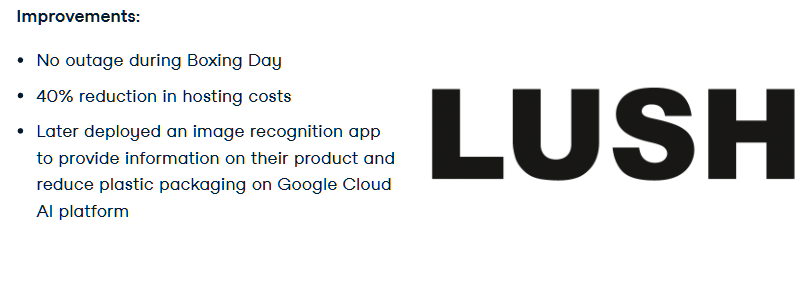 Improvements:
• No outage during Boxing Day
• 40% reduction in hosting costs
• Later deployed an image recognition app
to provide information on their product and
reduce plastic packaging on Google Cloud
AI platform
LUSH